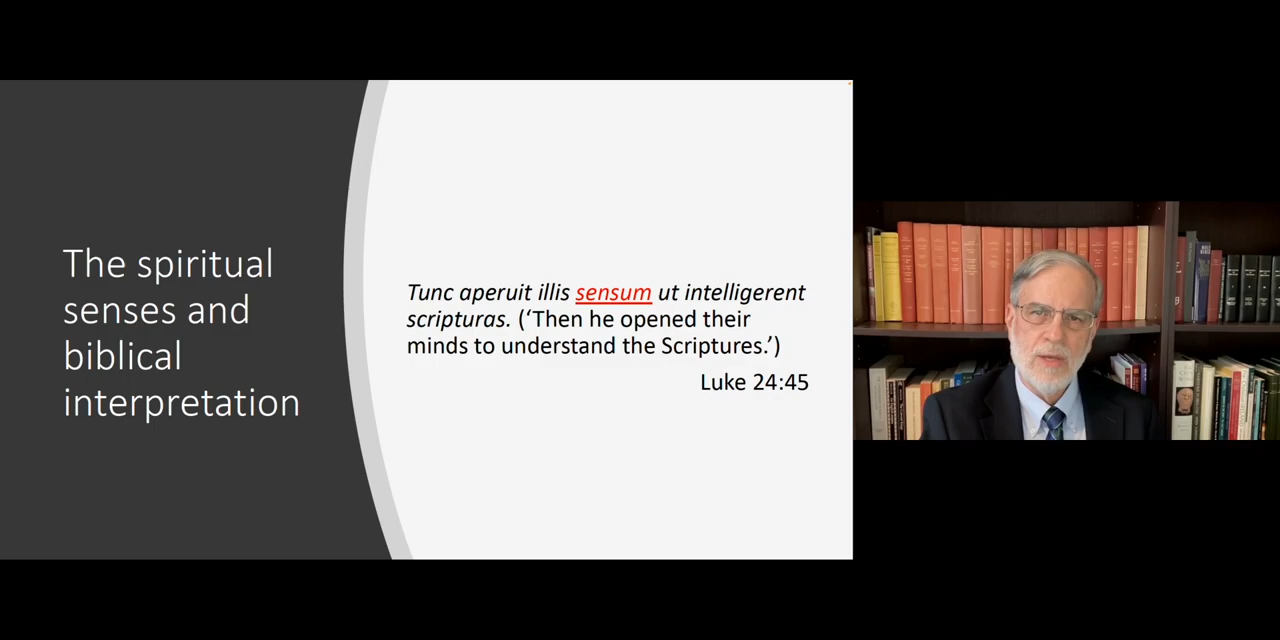 The spiritual
senses and
biblical
interpretation
Tunc aperuit illis sensum ut intelligerent
scripturas. (‘Then he opened their
minds to understand the Scriptures.’)
Luke 24:45